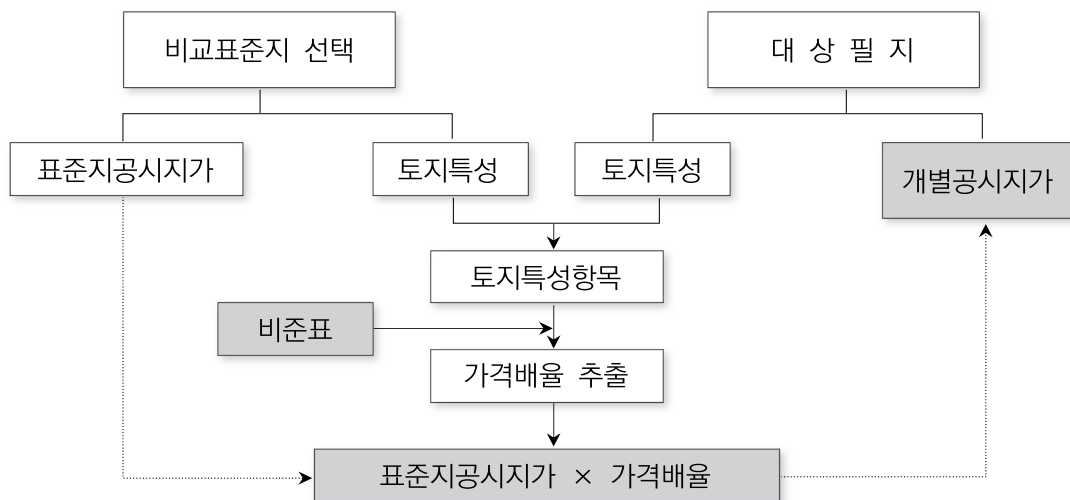 비교표준지 선택
대 상 필 지
표준지공시지가
토지특성
토지특성
개별공시지가
토지특성항목
비준표
가격배율 추출
표준지공시지가 × 가격배율